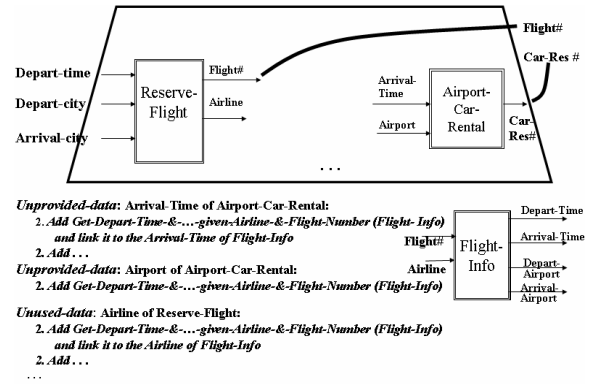 Flight#
Car-Res #
Depart-time
Depart-city
Arrival-city
Reserve-
Flight
Flight#
Airline
Arrival-
Time
Airport
Airport-
Car-
Rental
Car-
Res#
. . .
Unprovided-data: Arrival-Time of Airport-Car-Rental:
2. Add Get-Depart-Time-&-...-given-Airline-&-Flight-Number (Flight- Info)
and link it to the Arrival-Time of Flight-Info
2. Add . . .
Unprovided-data: Airport of Airport-Car-Rental:
2. Add Get-Depart-Time-&-...-given-Airline-&-Flight-Number (Flight-Info)
Unused-data: Airline of Reserve-Flight:
2. Add Get-Depart-Time-&-...-given-Airline-&-Flight-Number (Flight-Info)
and link it to the Airline of Flight-Info
2. Add . . .
. . .
Flight#
Airline
Flight-
Info
Depart-Time
Arrival-Time
Depart-
Airport
Arrival-
Airport